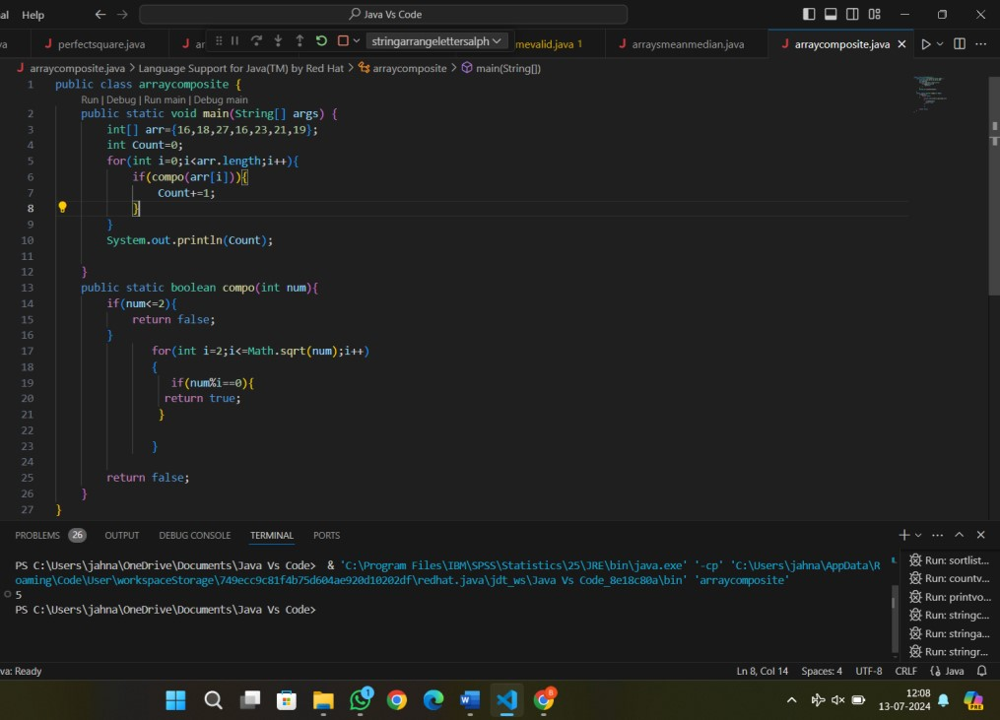 al Help
Java Vs Code
va
perfectsquare.java
ar
stringarrangelettersalph
mevalid.java 1
arraysmeanmedian.java
arraycomposite.java
arraycomposite.java > Language Support for Java(TM) by Red Hat > arraycomposite > main(String[])
1 public class arraycomposite {
Run | Debug | Run main | Debug main
2 public static void main(String[] args) {
3 int[] arr={16,18,27,16,23,21,19};
4 int Count=0;
5 for(int i=0;i<arr.length;i++){
6 if(compo(arr[i])){
7 Count+=1;
8 }
9 }
10 System.out.println(Count);
11
12 }
13 public static boolean compo(int num){
14 if(num<=2){
15 return false;
16 }
17 for(int i=2;i<=Math.sqrt(num);i++)
18 {
19 if(num%i==0){
20 return true;
21 }
22
23 }
24
25 return false;
26 }
27 }
PROBLEMS 26 OUTPUT DEBUG CONSOLE TERMINAL PORTS
PS C:\Users\jahna\OneDrive\Documents\Java Vs Code> & 'C:\Program Files\IBM\SPSS\Statistics\25\JRE\bin\java.exe' '-cp' 'C:\Users\jahna\AppData\R
oaming\Code\User\workspaceStorage\749ecc9c81f4b75d604ae920d10202df\redhat.java\jdt_ws\Java Vs Code_8e18c80a\bin' 'arraycomposite'
5
PS C:\Users\jahna\OneDrive\Documents\Java Vs Code>
Run: sortlist...
Run: countv...
Run: printvo...
Run: stringc...
Run: stringa...
Run: stringr...
va: Ready
Ln 8, Col 14 Spaces: 4 UTF-8 CRLF {} Java
1
8
12:08
13-07-2024
PRE